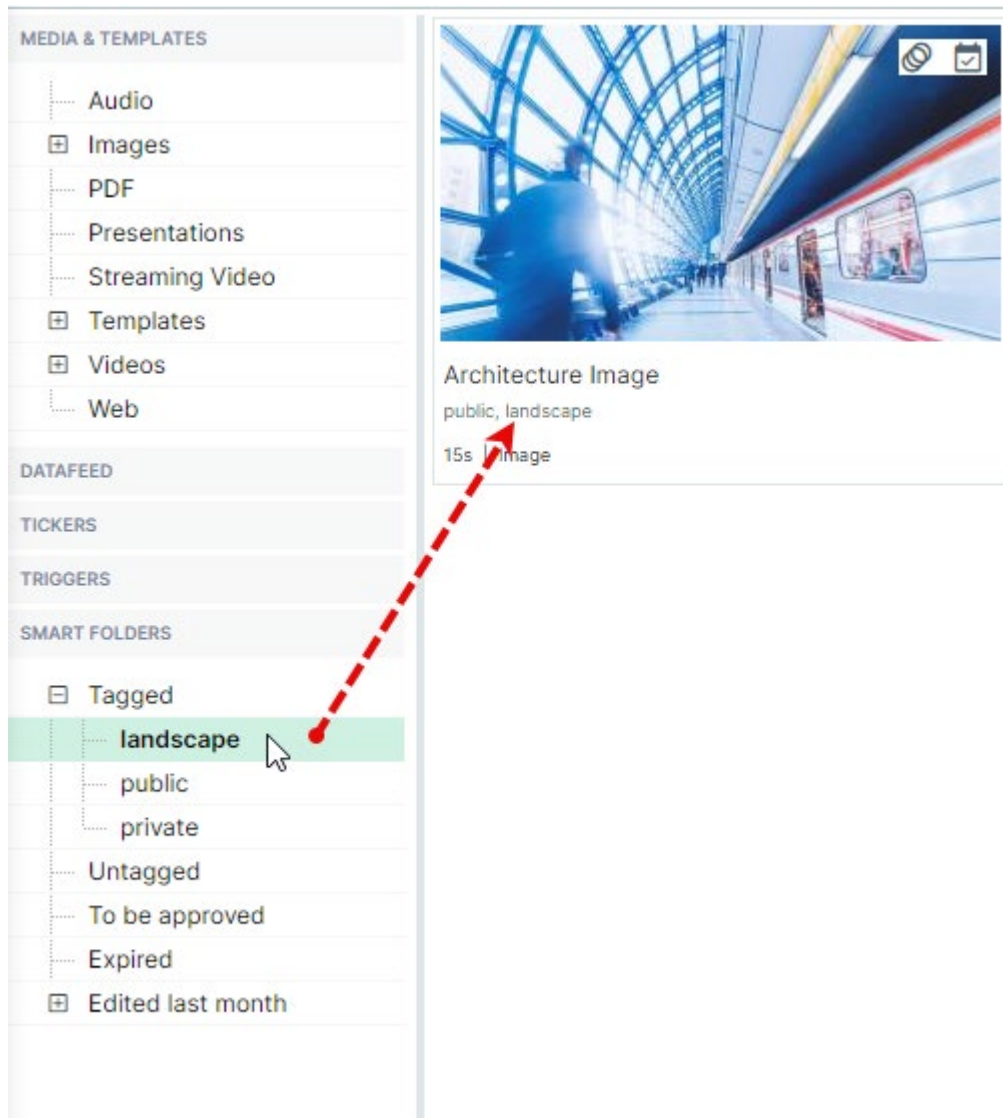 MEDIA & TEMPLATES
Audio
Images
PDF
Presentations
Streaming Video
Templates
Videos
Web
DATAFEED
TICKERS
TRIGGERS
SMART FOLDERS
Tagged
landscape
public
private
Untagged
To be approved
Expired
Edited last month
Architecture Image
public, landscape
15s | Image